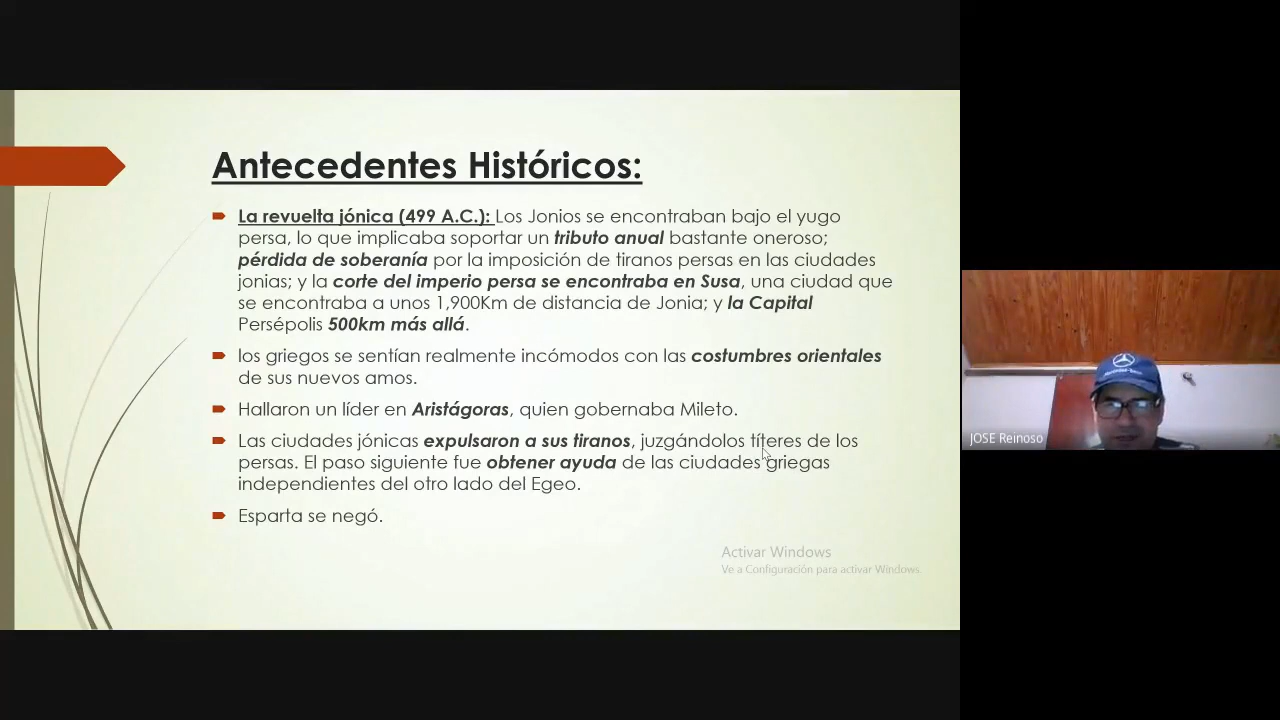 Antecedentes Históricos:
La revuelta jónica (499 A.C.): Los Jonios se encontraban bajo el yugo
persa, lo que implicaba soportar un tributo anual bastante oneroso;
pérdida de soberanía por la imposición de tiranos persas en las ciudades
jonias; y la corte del imperio persa se encontraba en Susa, una ciudad que
se encontraba a unos 1,900Km de distancia de Jonia; y la Capital
Persépolis 500km más allá.
los griegos se sentían realmente incómodos con las costumbres orientales
de sus nuevos amos.
Hallaron un líder en Aristágoras, quien gobernaba Mileto.
Las ciudades jónicas expulsaron a sus tiranos, juzgándolos títeres de los
persas. El paso siguiente fue obtener ayuda de las ciudades griegas
independientes del otro lado del Egeo.
Esparta se negó.
Activar Windows
Ve a Configuración para activar Windows.
JOSE Reinoso